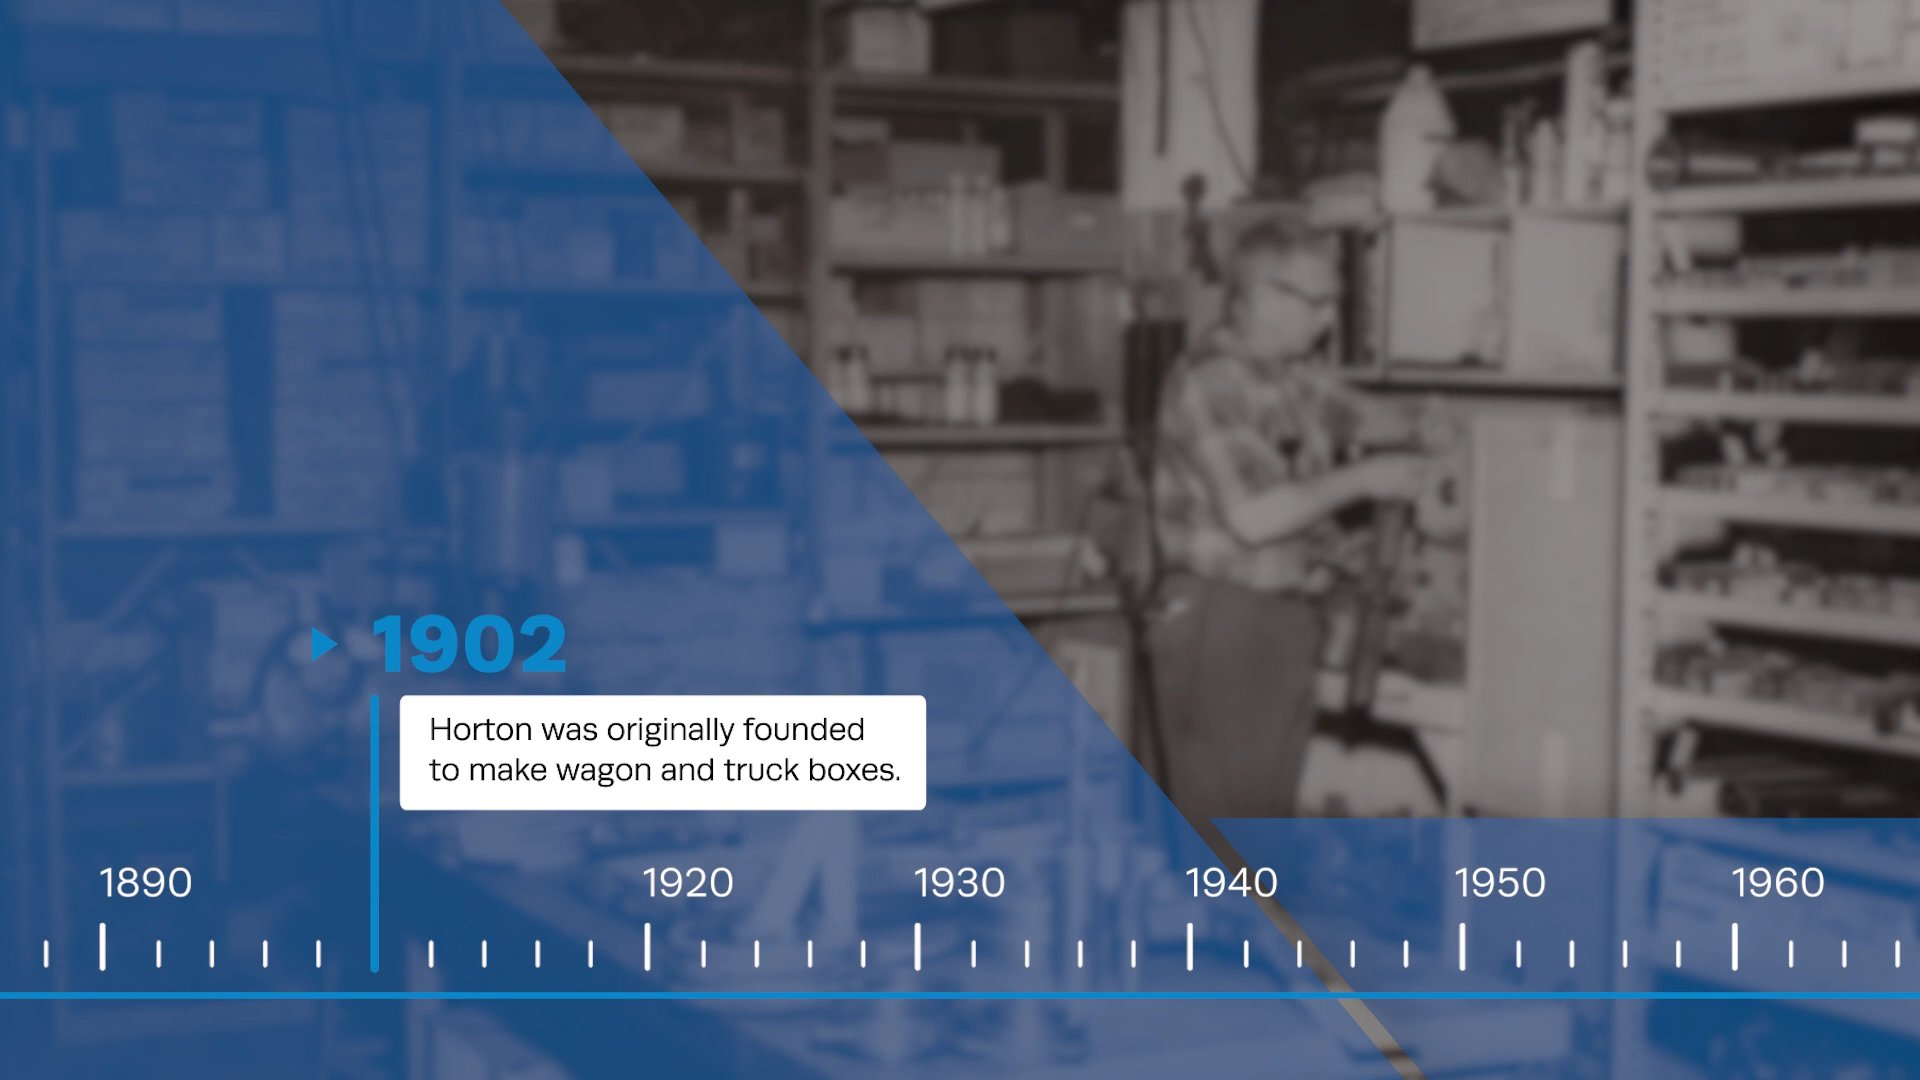 1902
Horton was originally founded
to make wagon and truck boxes.
1890 1920 1930 1940 1950 1960